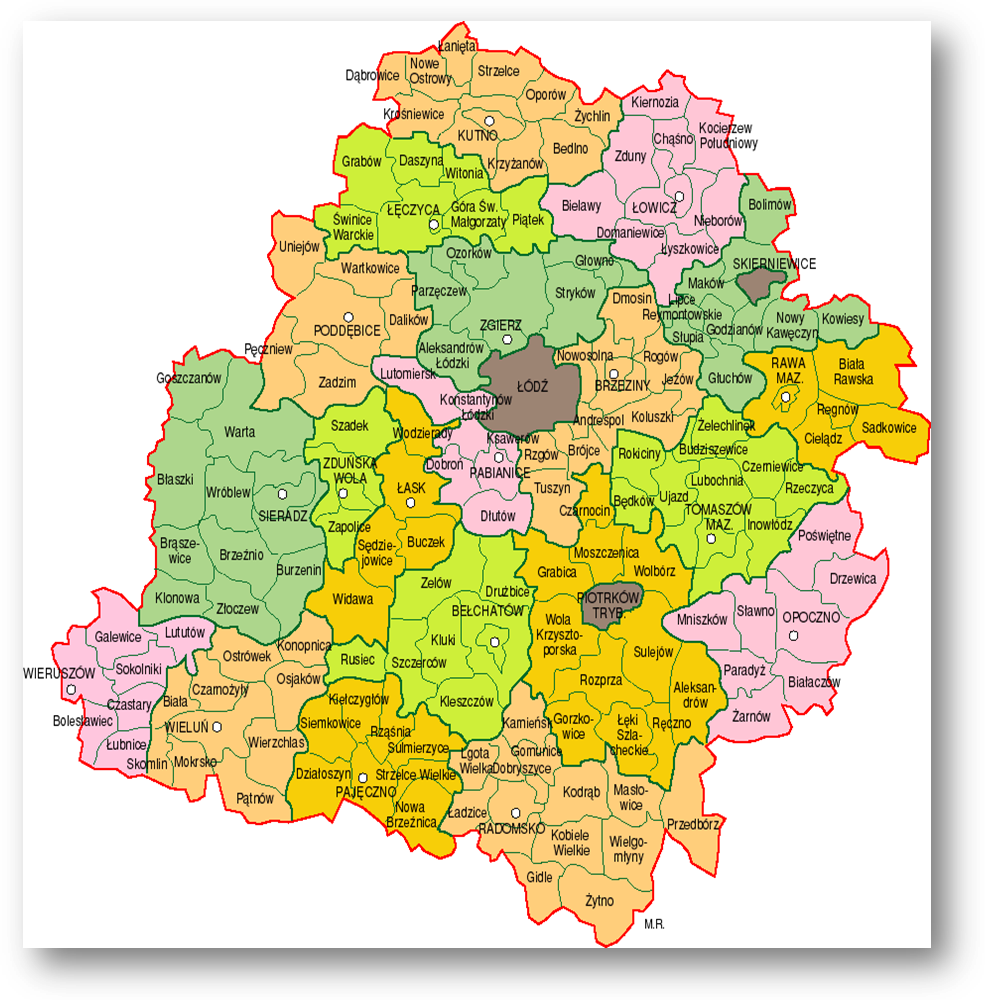 Łanięta
Dąbrowice
Nowe
Ostrowy
Strzelce
Oporów
Krośniewice
KUTNO
Żychlin
Bedlno
Krzyżanów
Kiernozia
Chąśno
Kocierzew
Południowy
Zduny
ŁOWICZ
Bielawy
Nieborów
Domaniewice
Łyszkowice
Grabów
Daszyna
Witonia
ŁĘCZYCA
Góra Św.
Małgorzaty
Piątek
Świnice
Warckie
Bolimów
SKIERNIEWICE
Maków
Lipce
Reymontowskie
Słupia
Godzianów
Nowy
Kawęczyn
Kowiesy
Głuchów
Uniejów
Wartkowice
PODDĘBICE
Dalików
Pęczniew
Zadzim
Ozorków
Głowno
Parzęczew
Stryków
ZGIERZ
Aleksandrów
Łódzki
Dmosin
Nowosolna
Rogów
BRZEZINY
Jeżów
Andrespol
Koluszki
Rzgów
Brójce
Tuszyn
Czarnocin
ŁÓDŹ
Lutomiersk
Konstantynów
Łódzki
Ksawerów
Dobroń
PABIANICE
Dłutów
RAWA
MAZ.
Biała
Rawska
Regnów
Sadkowice
Cielądz
Goszczanów
Warta
Błaszki
Wróblew
SIERADZ
Brąsze-
wice
Brzeźnio
Burzenin
Klonowa
Złoczew
Szadek
ZDUŃSKA
WOLA
Zapolice
Wodzierady
ŁASK
Sędzie-
jowice
Buczek
Widawa
Żelechlinek
Rokiciny
Budziszewice
Czerniewice
Lubochnia
Rzeczyca
Będków
Ujazd
TOMASZÓW
MAZ.
Inowłódz
Poświętne
Drzewica
Mniszków
Sławno
OPOCZNO
Paradyż
Białaczów
Żarnów
Moszczenica
Grabica
Wolbórz
PIOTRKÓW
TRYB.
Wola
Krzyszto-
porska
Sulejów
Rozprza
Aleksan-
drów
Gorzko-
wice
Łęki
Szla-
checkie
Ręczno
Zelów
Drużbice
BEŁCHATÓW
Kluki
Szczerców
Rusiec
Kleszczów
Galewice
Lututów
WIERUSZÓW
Sokolniki
Czastary
Bolesławiec
Łubnice
Ostrówek
Konopnica
Czarnożyły
Osjaków
Biała
WIELUŃ
Wierzchlas
Skomlin
Mokrsko
Pątnów
Kiełczygłów
Siemkowice
Rząśnia
Sulmierzyce
Działoszyn
Strzelce Wielkie
PAJĘCZNO
Nowa
Brzeźnica
Kamieńsk
Gomunice
Lgota
Wielka
Dobryszyce
Kodrąb
Masło-
wice
Ładzice
RADOMSKO
Przedbórz
Kobiele
Wielkie
Wielgo-
młyny
Gidle
Żytno
M.R.